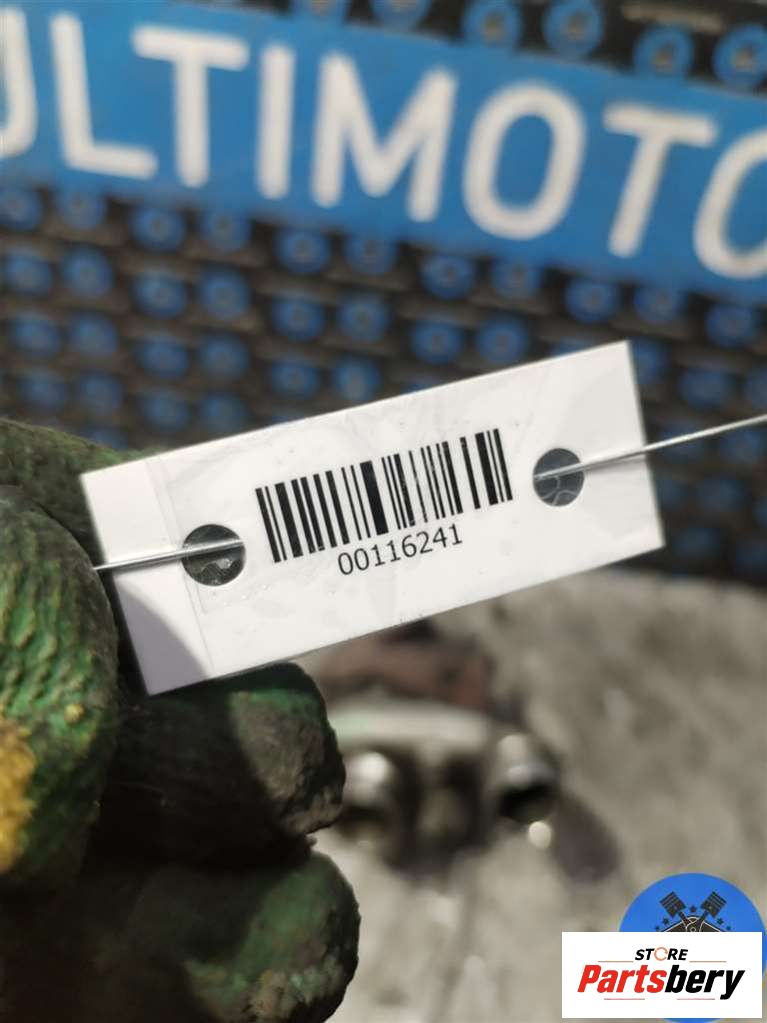 ULTIMOTO
00116241
STORE
Partsbery